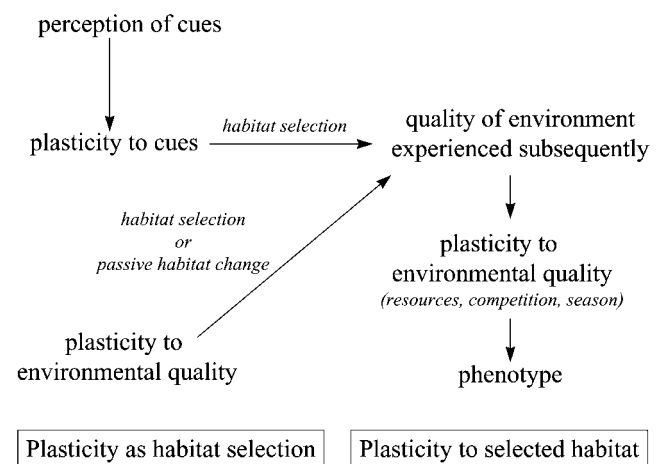 perception of cues
plasticity to cues
habitat selection
quality of environment
experienced subsequently
habitat selection
or
passive habitat change
plasticity to
environmental quality
(resources, competition, season)
plasticity to
environmental quality
phenotype
Plasticity as habitat selection
Plasticity to selected habitat